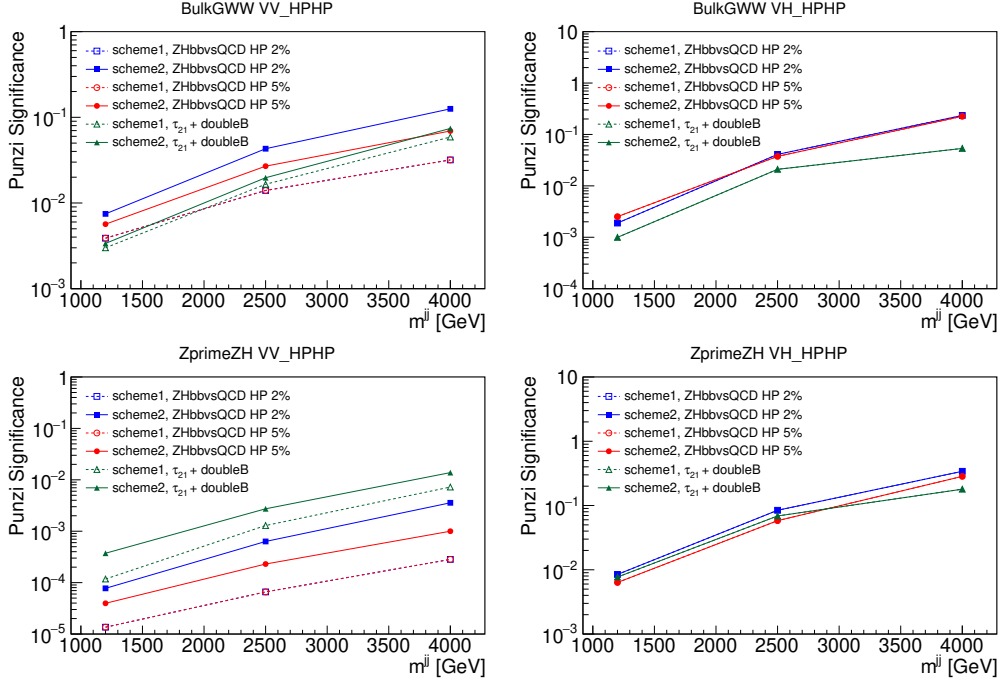 BulkGWW VV_HPHP
Punzi Significance
1
10⁻¹
10⁻²
10⁻³
scheme1, ZHbbvsQCD HP 2%
scheme2, ZHbbvsQCD HP 2%
scheme1, ZHbbvsQCD HP 5%
scheme2, ZHbbvsQCD HP 5%
scheme1, τ₂₁ + doubleB
scheme2, τ₂₁ + doubleB
1000 1500 2000 2500 3000 3500 4000
m^jj [GeV]
BulkGWW VH_HPHP
Punzi Significance
10
1
10⁻¹
10⁻²
10⁻³
10⁻⁴
scheme1, ZHbbvsQCD HP 2%
scheme2, ZHbbvsQCD HP 2%
scheme1, ZHbbvsQCD HP 5%
scheme2, ZHbbvsQCD HP 5%
scheme1, τ₂₁ + doubleB
scheme2, τ₂₁ + doubleB
1000 1500 2000 2500 3000 3500 4000
m^jj [GeV]
ZprimeZH VV_HPHP
Punzi Significance
1
10⁻¹
10⁻²
10⁻³
10⁻⁴
10⁻⁵
scheme1, ZHbbvsQCD HP 2%
scheme2, ZHbbvsQCD HP 2%
scheme1, ZHbbvsQCD HP 5%
scheme2, ZHbbvsQCD HP 5%
scheme1, τ₂₁ + doubleB
scheme2, τ₂₁ + doubleB
1000 1500 2000 2500 3000 3500 4000
m^jj [GeV]
ZprimeZH VH_HPHP
Punzi Significance
10
1
10⁻¹
10⁻²
10⁻³
scheme1, ZHbbvsQCD HP 2%
scheme2, ZHbbvsQCD HP 2%
scheme1, ZHbbvsQCD HP 5%
scheme2, ZHbbvsQCD HP 5%
scheme1, τ₂₁ + doubleB
scheme2, τ₂₁ + doubleB
1000 1500 2000 2500 3000 3500 4000
m^jj [GeV]